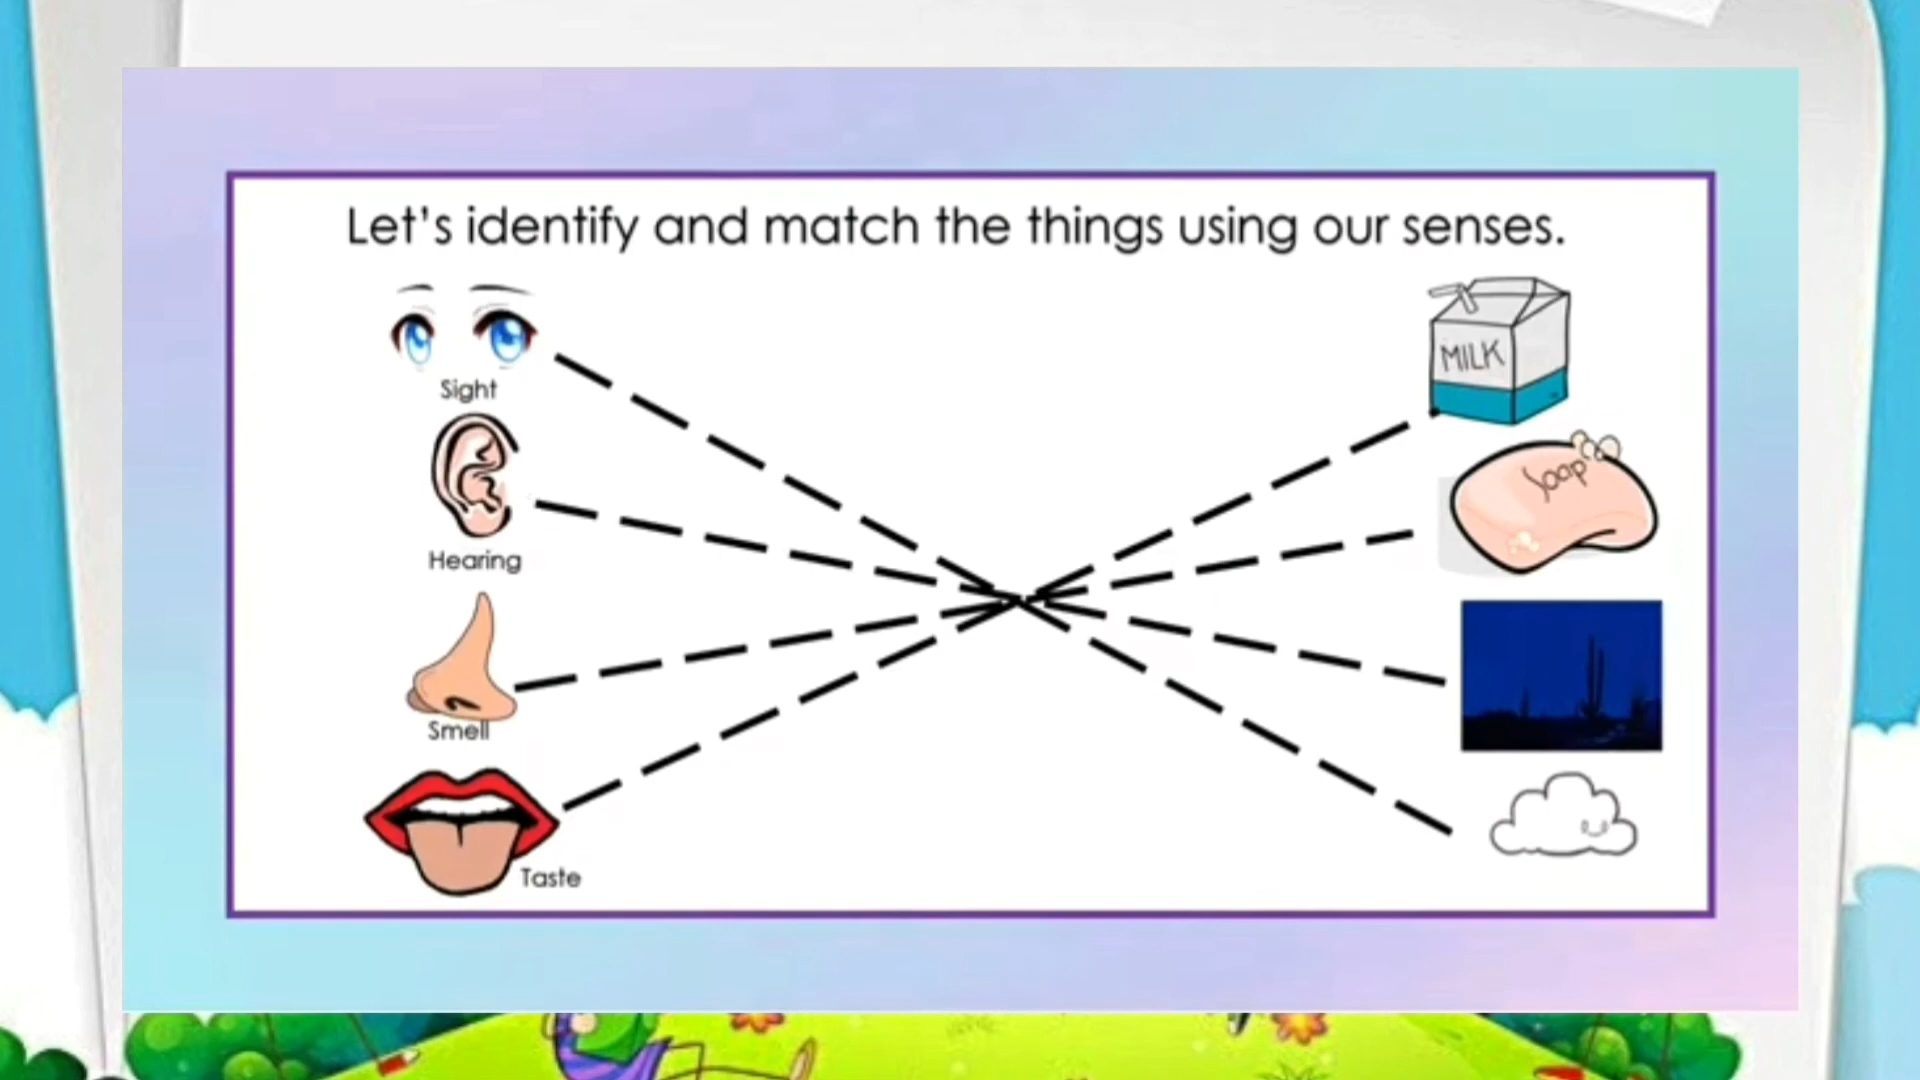 Let's identify and match the things using our senses.
Sight
MILK
Hearing
Soap
Smell
Taste